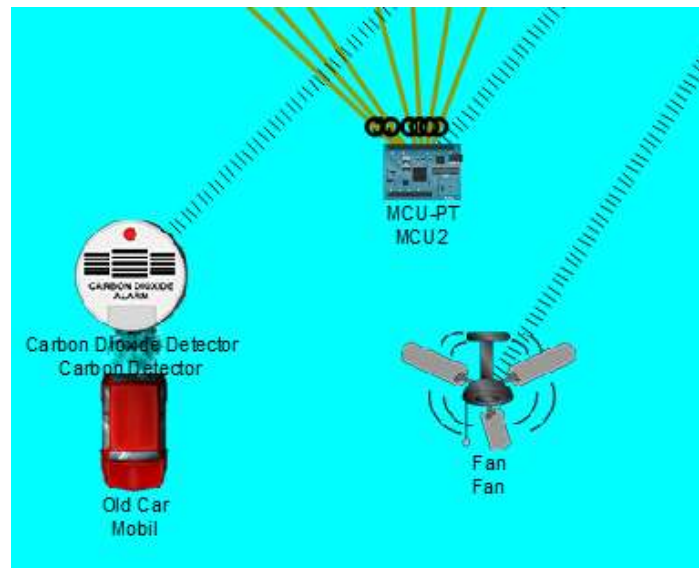 MCU-PT
MCU2
CARBON DIOXIDE
ALARM
Carbon Dioxide Detector
Carbon Detector
Old Car
Mobil
Fan
Fan